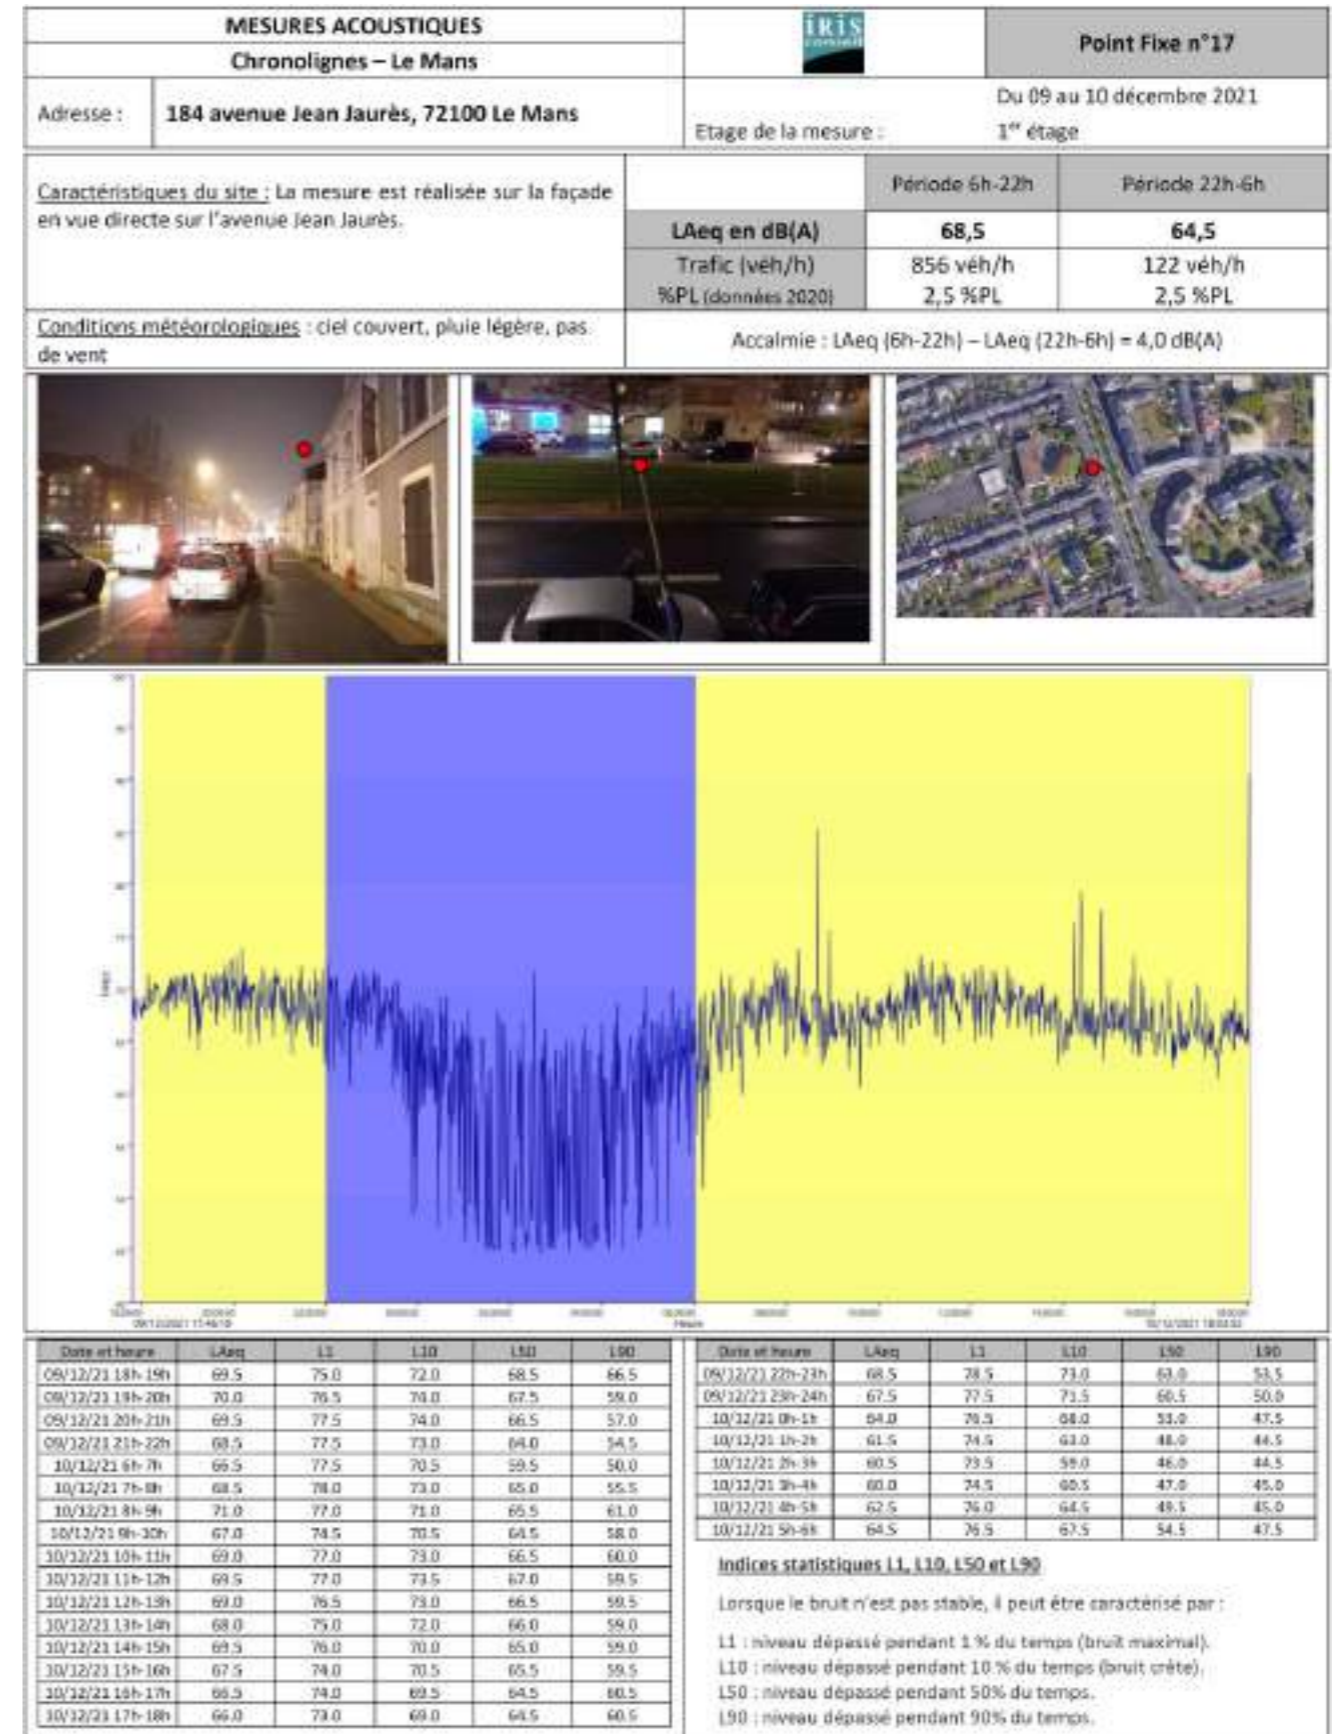 MESURES ACOUSTIQUES
Chronolignes – Le Mans
iRiS
conseil
Point Fixe n°17
Adresse : 184 avenue Jean Jaurès, 72100 Le Mans
Du 09 au 10 décembre 2021
Etage de la mesure : 1er étage
Caractéristiques du site : La mesure est réalisée sur la façade
en vue directe sur l'avenue Jean Jaurès.
Période 6h-22h Période 22h-6h
LAeq en dB(A) 68,5 64,5
Trafic (véh/h) 856 véh/h 122 véh/h
%PL (données 2020) 2,5 %PL 2,5 %PL
Conditions météorologiques : ciel couvert, pluie légère, pas
de vent
Accalmie : LAeq (6h-22h) – LAeq (22h-6h) = 4,0 dB(A)
Heure
Date et heure LAeq L1 L10 L50 L90
09/12/21 18h-19h 69.5 75.0 72.0 68.5 66.5
09/12/21 19h-20h 70.0 76.5 74.0 67.5 59.0
09/12/21 20h-21h 69.5 77.5 74.0 66.5 57.0
09/12/21 21h-22h 68.5 77.5 73.0 64.0 54.5
10/12/21 6h-7h 66.5 77.5 70.5 59.5 50.0
10/12/21 7h-8h 68.5 78.0 73.0 65.0 55.5
10/12/21 8h-9h 71.0 77.0 71.0 65.5 61.0
10/12/21 9h-10h 67.0 74.5 70.5 64.5 58.0
10/12/21 10h-11h 69.0 77.0 73.0 66.5 60.0
10/12/21 11h-12h 69.5 77.0 73.5 67.0 59.5
10/12/21 12h-13h 69.0 76.5 73.0 66.5 59.5
10/12/21 13h-14h 68.0 75.0 72.0 66.0 59.0
10/12/21 14h-15h 69.5 76.0 70.0 65.0 59.0
10/12/21 15h-16h 67.5 74.0 70.5 65.5 59.5
10/12/21 16h-17h 66.5 74.0 69.5 64.5 60.5
10/12/21 17h-18h 66.0 73.0 69.0 64.5 60.5
Date et heure LAeq L1 L10 L50 L90
09/12/21 22h-23h 68.5 78.5 73.0 63.0 53.5
09/12/21 23h-24h 67.5 77.5 71.5 60.5 50.0
10/12/21 0h-1h 64.0 76.5 68.0 53.0 47.5
10/12/21 1h-2h 61.5 74.5 63.0 48.0 44.5
10/12/21 2h-3h 60.5 73.5 59.0 46.0 44.5
10/12/21 3h-4h 60.0 74.5 60.5 47.0 45.0
10/12/21 4h-5h 62.5 76.0 64.5 49.5 45.0
10/12/21 5h-6h 64.5 76.5 67.5 54.5 47.5
Indices statistiques L1, L10, L50 et L90
Lorsque le bruit n'est pas stable, il peut être caractérisé par :
L1 : niveau dépassé pendant 1 % du temps (bruit maximal).
L10 : niveau dépassé pendant 10 % du temps (bruit crête).
L50 : niveau dépassé pendant 50% du temps.
L90 : niveau dépassé pendant 90% du temps.